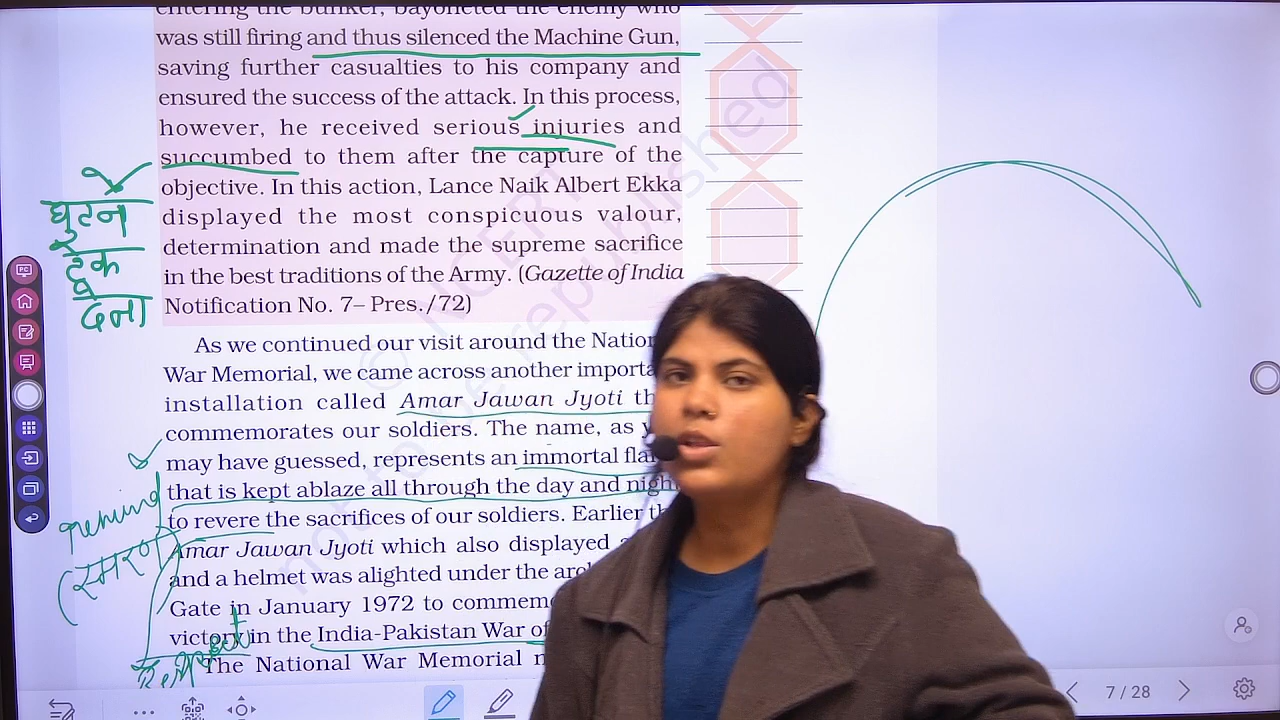 entering the bunker, bayoneted the enemy who
was still firing and thus silenced the Machine Gun,
saving further casualties to his company and
ensured the success of the attack. In this process,
however, he received serious injuries and
succumbed to them after the capture of the
objective. In this action, Lance Naik Albert Ekka
displayed the most conspicuous valour,
determination and made the supreme sacrifice
in the best traditions of the Army. (Gazette of India
Notification No. 7– Pres./72)
घुटन
टेक
देना
As we continued our visit around the Nation
War Memorial, we came across another importa
installation called Amar Jawan Jyoti th
commemorates our soldiers. The name, as y
may have guessed, represents an immortal fla
that is kept ablaze all through the day and nigh
to revere the sacrifices of our soldiers. Earlier th
Amar Jawan Jyoti which also displayed a
and a helmet was alighted under the arc
Gate in January 1972 to commem
victory in the India-Pakistan War of
The National War Memorial
(स्मरण)
Respect
republished
7 / 28